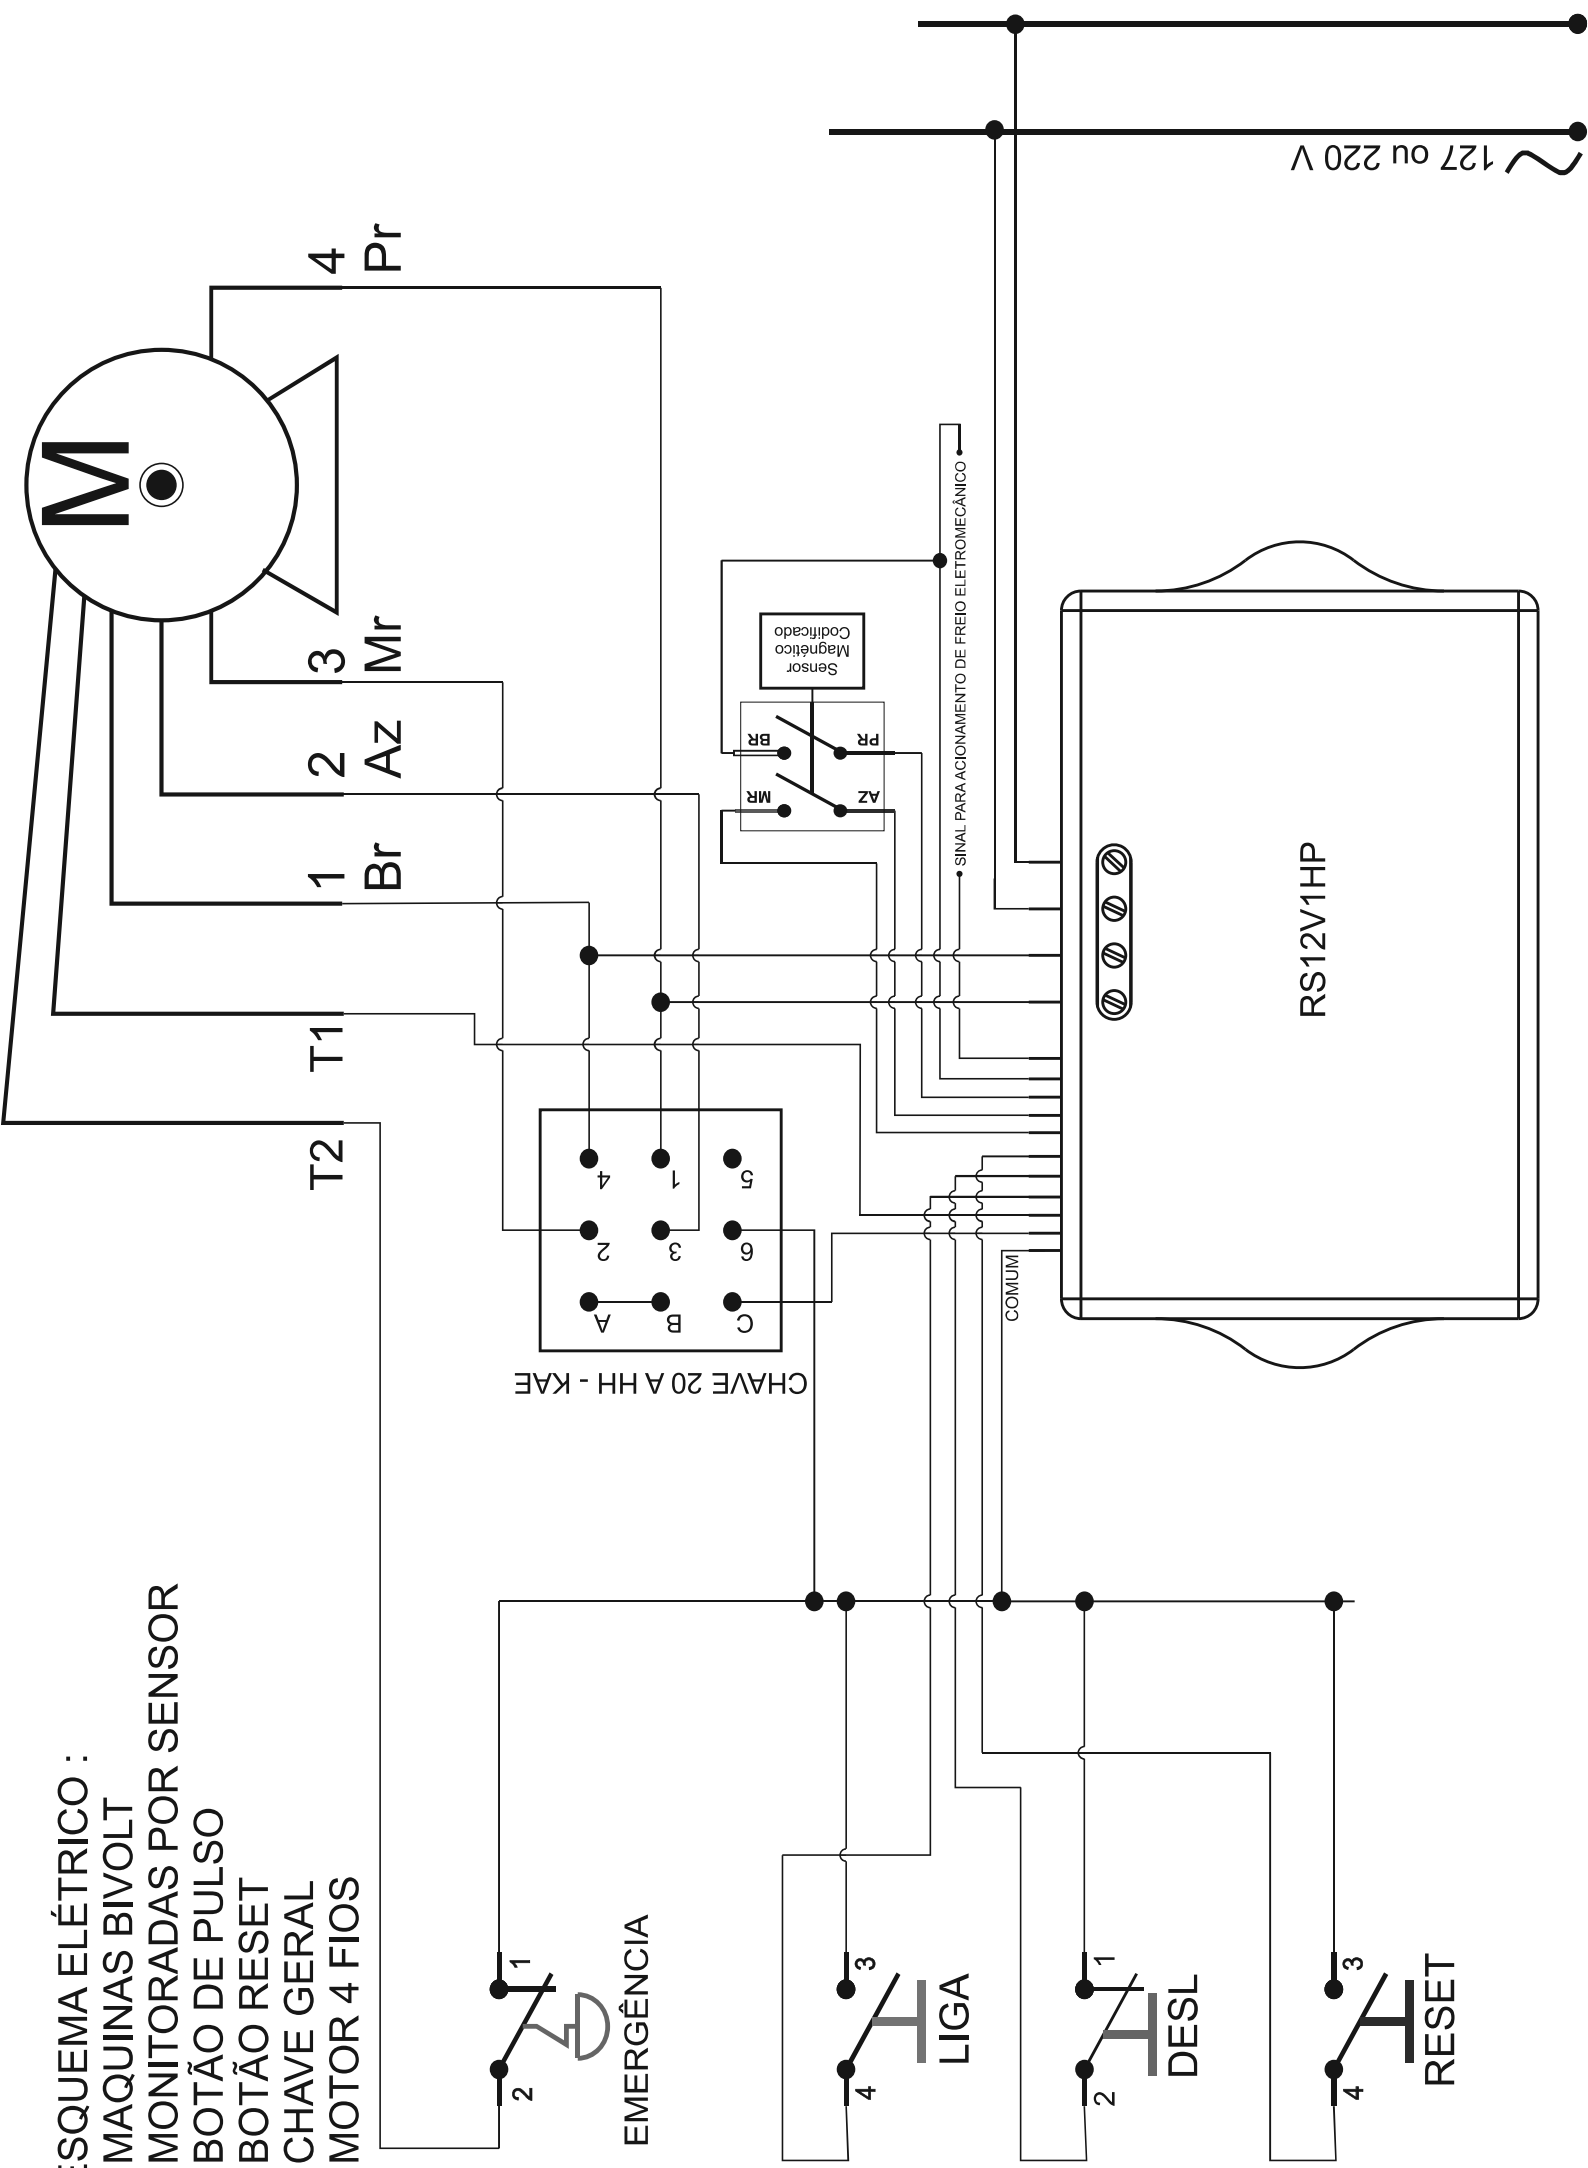 ESQUEMA ELÉTRICO :
MAQUINAS BIVOLT
MONITORADAS POR SENSOR
BOTÃO DE PULSO
BOTÃO RESET
CHAVE GERAL
MOTOR 4 FIOS
M
T2
T1
1
Br
2
Az
3
Mr
4
Pr
127 ou 220 V
Sensor
Magnético
Codificado
BR
PR
MR
AZ
SINAL PARA ACIONAMENTO DE FREIO ELETROMECÂNICO
RS12V1HP
COMUM
CHAVE 20 A HH - KAE
C
B
A
6
3
2
5
1
4
2
1
EMERGÊNCIA
4
3
LIGA
2
1
DESL
4
3
RESET